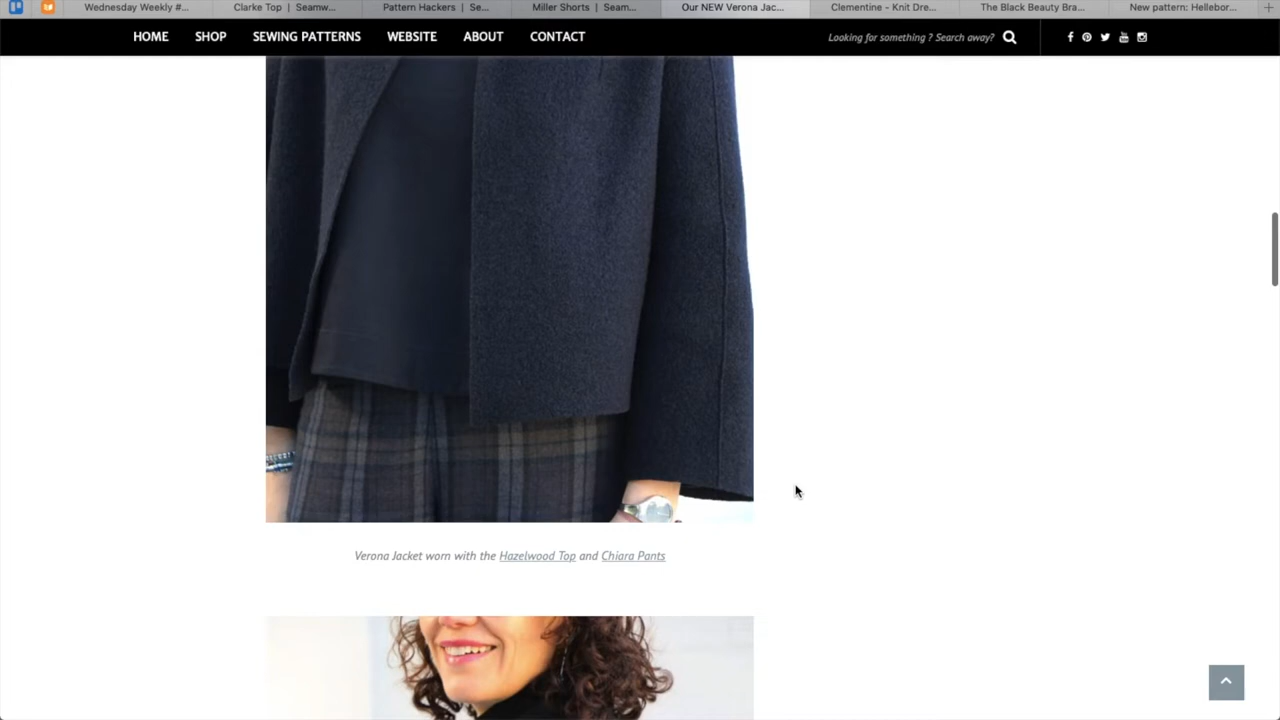 Wednesday Weekly #...
Clarke Top | Seamw...
Pattern Hackers | Se...
Miller Shorts | Seam...
Our NEW Verona Jac...
Clementine - Knit Dre...
The Black Beauty Bra...
New pattern: Hellebor...
HOME
SHOP
SEWING PATTERNS
WEBSITE
ABOUT
CONTACT
Looking for something ? Search away?
Verona Jacket worn with the Hazelwood Top and Chiara Pants